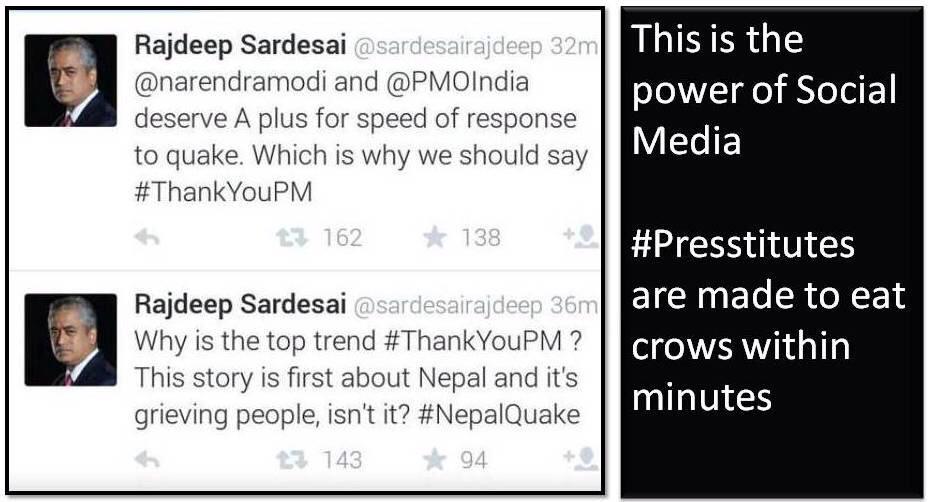 Rajdeep Sardesai @sardesairajdeep 32m
@narendramodi and @PMOIndia
deserve A plus for speed of response
to quake. Which is why we should say
#ThankYouPM
162 138
Rajdeep Sardesai @sardesairajdeep 36m
Why is the top trend #ThankYouPM ?
This story is first about Nepal and it's
grieving people, isn't it? #NepalQuake
143 94
This is the
power of Social
Media
#Presstitutes
are made to eat
crows within
minutes